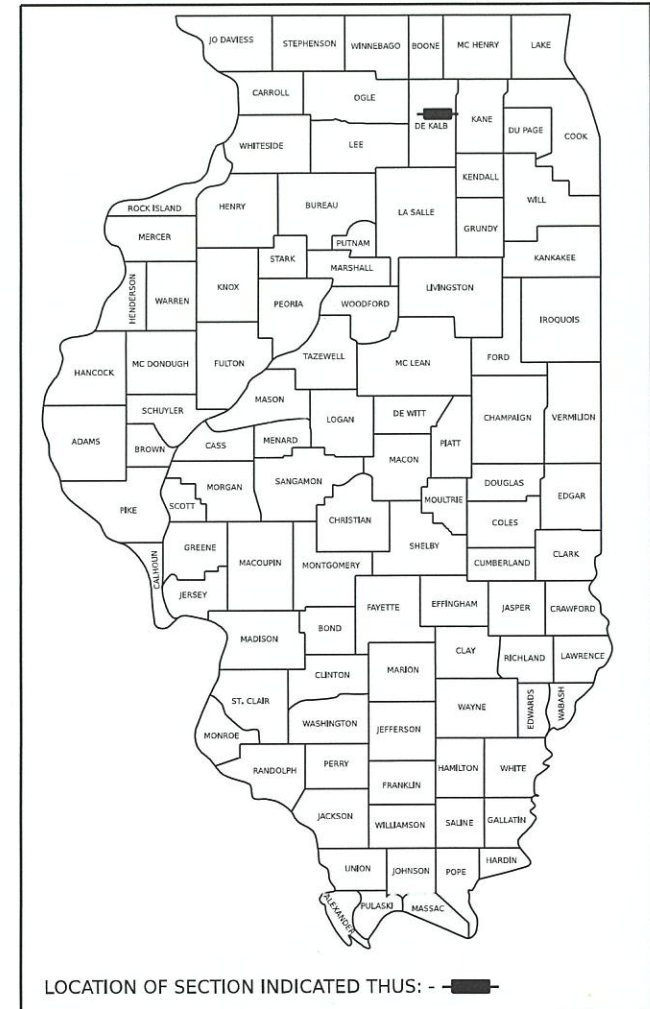 JO DAVIESS
STEPHENSON
WINNEBAGO
BOONE
MC HENRY
LAKE
CARROLL
OGLE
DE KALB
KANE
DU PAGE
COOK
WHITESIDE
LEE
KENDALL
ROCK ISLAND
HENRY
BUREAU
LA SALLE
WILL
MERCER
PUTNAM
GRUNDY
STARK
MARSHALL
KANKAKEE
HENDERSON
WARREN
KNOX
PEORIA
WOODFORD
LIVINGSTON
IROQUOIS
HANCOCK
MC DONOUGH
FULTON
TAZEWELL
MC LEAN
FORD
MASON
SCHUYLER
LOGAN
DE WITT
CHAMPAIGN
VERMILION
ADAMS
BROWN
CASS
MENARD
PIATT
MACON
PIKE
SCOTT
MORGAN
SANGAMON
MOULTRIE
DOUGLAS
EDGAR
CHRISTIAN
COLES
CALHOUN
GREENE
MACOUPIN
MONTGOMERY
SHELBY
CUMBERLAND
CLARK
JERSEY
FAYETTE
EFFINGHAM
JASPER
CRAWFORD
MADISON
BOND
CLAY
RICHLAND
LAWRENCE
CLINTON
MARION
ST. CLAIR
WAYNE
EDWARDS
WABASH
MONROE
WASHINGTON
JEFFERSON
RANDOLPH
PERRY
FRANKLIN
HAMILTON
WHITE
JACKSON
WILLIAMSON
SALINE
GALLATIN
UNION
JOHNSON
POPE
HARDIN
ALEXANDER
PULASKI
MASSAC
LOCATION OF SECTION INDICATED THUS: -